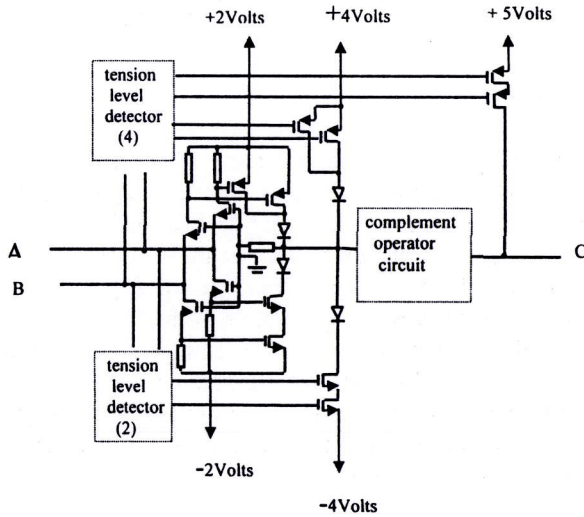 +2Volts
+4Volts
+ 5Volts
tension
level
detector
(4)
A
B
complement
operator
circuit
C
tension
level
detector
(2)
-2Volts
-4Volts